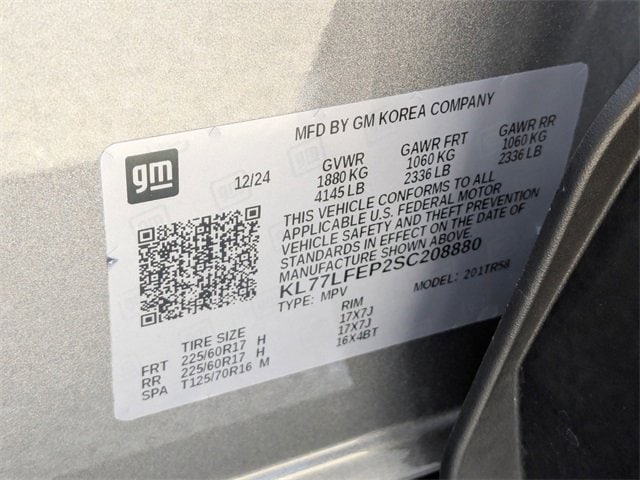 MFD BY GM KOREA COMPANY
gm
12/24
GVWR
1880 KG
4145 LB
GAWR FRT
1060 KG
2336 LB
GAWR RR
1060 KG
2336 LB
THIS VEHICLE CONFORMS TO ALL
APPLICABLE U.S. FEDERAL MOTOR
VEHICLE SAFETY AND THEFT PREVENTION
STANDARDS IN EFFECT ON THE DATE OF
MANUFACTURE SHOWN ABOVE.
KL77LFEP2SC208880
TYPE: MPV
MODEL: 201TR58
TIRE SIZE RIM
FRT 225/60R17 H 17X7J
RR 225/60R17 H 17X7J
SPA T125/70R16 M 16X4BT